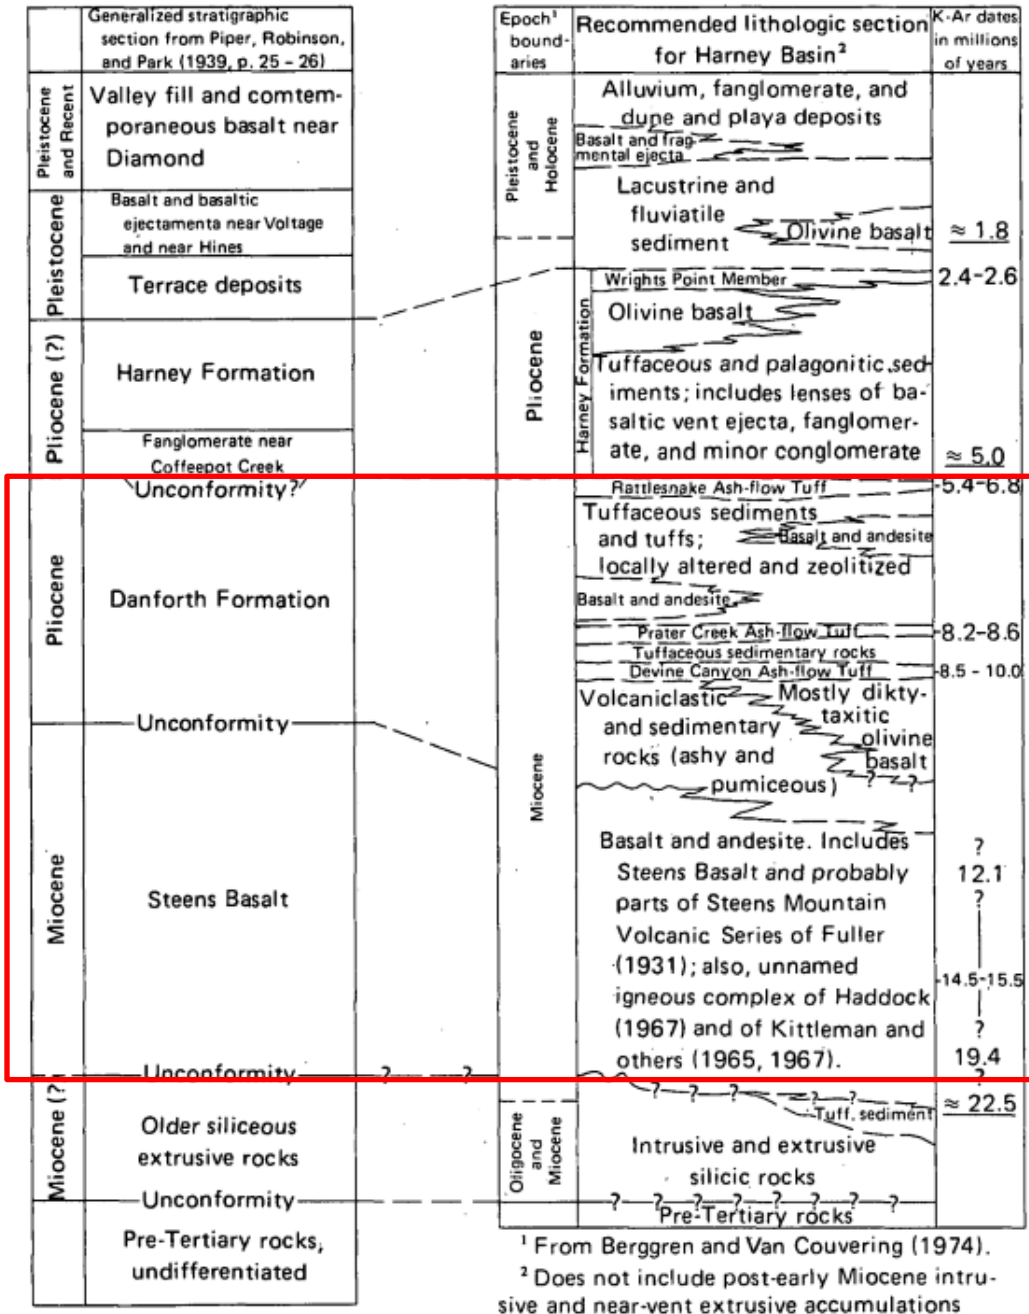 Generalized stratigraphic
section from Piper, Robinson,
and Park (1939, p. 25 - 26)
Pleistocene
and Recent
Valley fill and comtem-
poraneous basalt near
Diamond
Pleistocene
Basalt and basaltic
ejectamenta near Voltage
and near Hines
Terrace deposits
Pliocene (?)
Harney Formation
Fanglomerate near
Coffeepot Creek
Unconformity?
Pliocene
Danforth Formation
Unconformity
Miocene
Steens Basalt
Unconformity
? ?
Miocene (?)
Older siliceous
extrusive rocks
Unconformity
Pre-Tertiary rocks,
undifferentiated
Epoch¹
bound-
aries
Recommended lithologic section
for Harney Basin²
K-Ar dates
in millions
of years
Pleistocene
and
Holocene
Alluvium, fanglomerate, and
dune and playa deposits
Basalt and frag-
mental ejecta
Lacustrine and
fluviatile
sediment
Olivine basalt
≈ 1.8
Pliocene
Harney Formation
Wrights Point Member
2.4-2.6
Olivine basalt
Tuffaceous and palagonitic sed-
iments; includes lenses of ba-
saltic vent ejecta, fanglomer-
ate, and minor conglomerate
≈ 5.0
Miocene
Rattlesnake Ash-flow Tuff
-5.4-6.8
Tuffaceous sediments
and tuffs;
Basalt and andesite
locally altered and zeolitized
Basalt and andesite
Prater Creek Ash-flow Tuff
-8.2-8.6
Tuffaceous sedimentary rocks
Devine Canyon Ash-flow Tuff
-8.5 - 10.0
Volcaniclastic
and sedimentary
rocks (ashy and
pumiceous)
Mostly dikty-
taxitic
olivine
basalt
? ?
Basalt and andesite. Includes
Steens Basalt and probably
parts of Steens Mountain
Volcanic Series of Fuller
(1931); also, unnamed
igneous complex of Haddock
(1967) and of Kittleman and
others (1965, 1967).
?
12.1
?
-14.5-15.5
?
19.4
?
Oligocene
and
Miocene
? ? ? ? ?
Tuff. sediment
≈ 22.5
Intrusive and extrusive
silicic rocks
? ? ? ? ? ? ?
Pre-Tertiary rocks
¹ From Berggren and Van Couvering (1974).
² Does not include post-early Miocene intru-
sive and near-vent extrusive accumulations